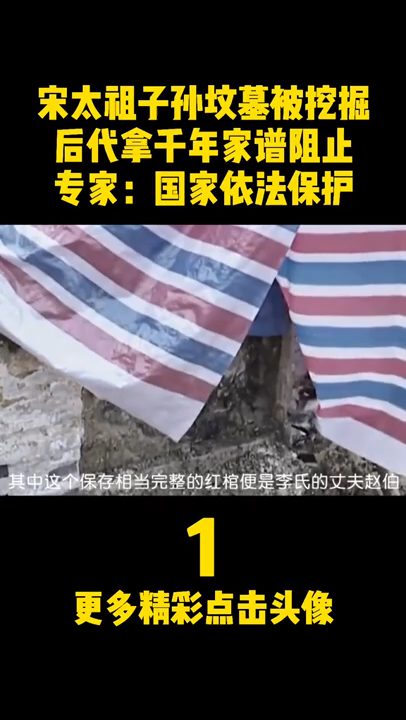 宋太祖子孙坟墓被挖掘
后代拿千年家谱阻止
专家：国家依法保护
其中这个保存相当完整的红棺便是李氏的丈夫赵伯
1
更多精彩点击头像